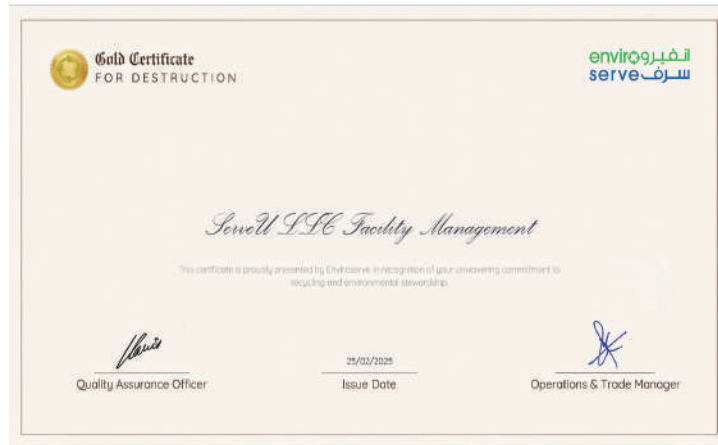 Gold Certificate
FOR DESTRUCTION
enviro انفيرو
serve سرف
ServeU LLC Facility Management
This certificate is proudly presented by Enviroserve in recognition of your unwavering commitment to
recycling and environmental stewardship.
25/02/2025
Quality Assurance Officer
Issue Date
Operations & Trade Manager